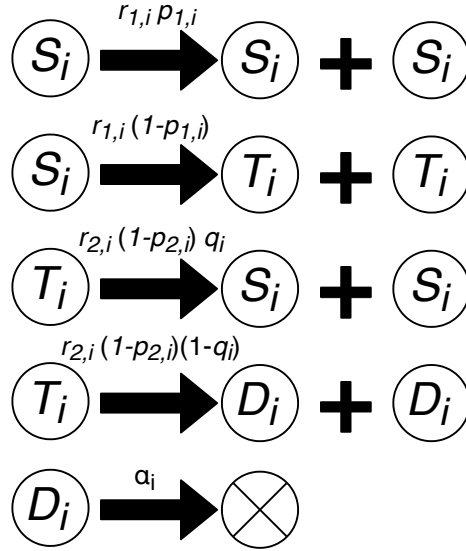 r1,i p1,i
Si Si + Si
r1,i (1-p1,i)
Si Ti + Ti
r2,i (1-p2,i) qi
Ti Si + Si
r2,i (1-p2,i)(1-qi)
Ti Di + Di
αi
Di